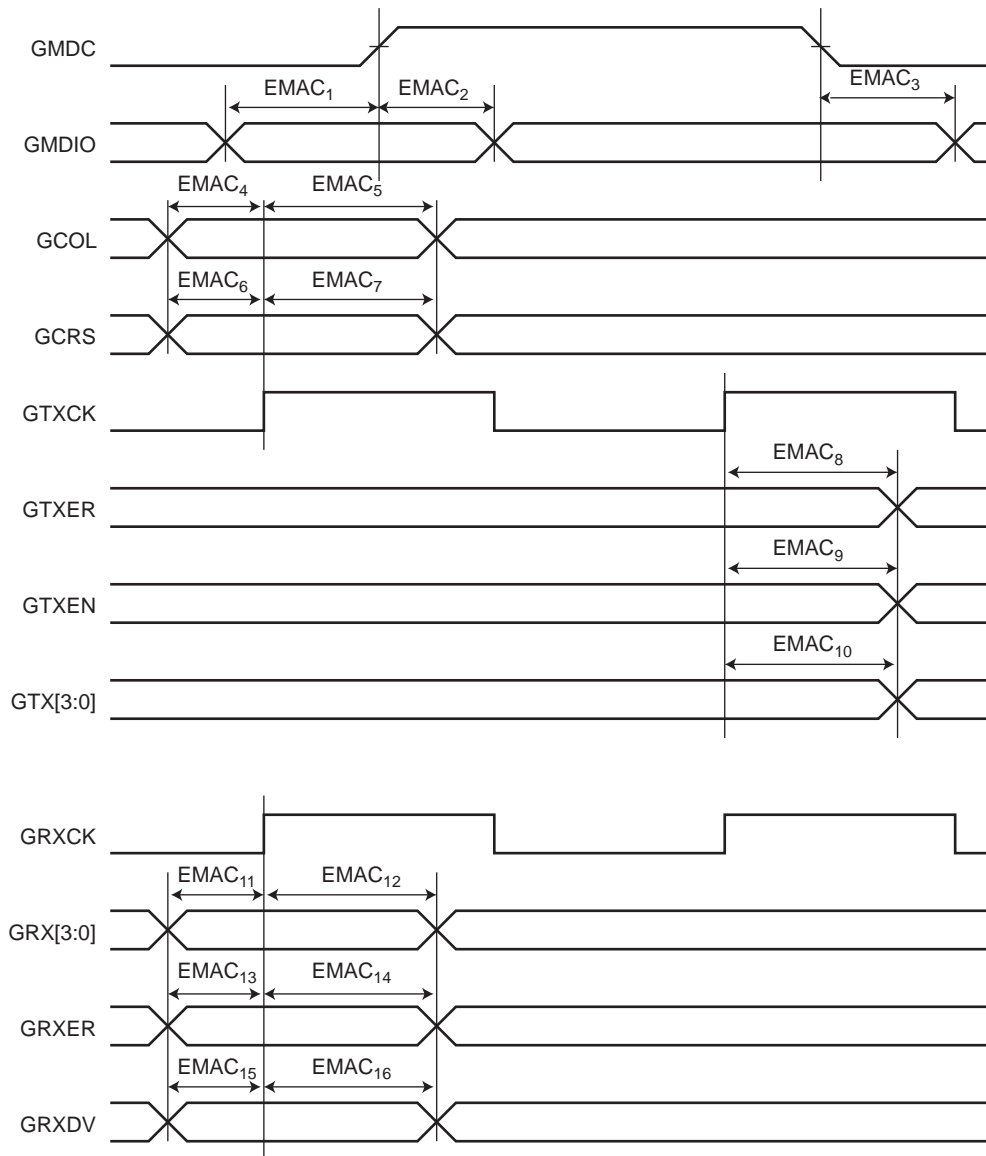 GMDC
EMAC1 EMAC2 EMAC3
GMDIO
EMAC4 EMAC5
GCOL
EMAC6 EMAC7
GCRS
GTXCK
EMAC8
GTXER
EMAC9
GTXEN
EMAC10
GTX[3:0]
GRXCK
EMAC11 EMAC12
GRX[3:0]
EMAC13 EMAC14
GRXER
EMAC15 EMAC16
GRXDV